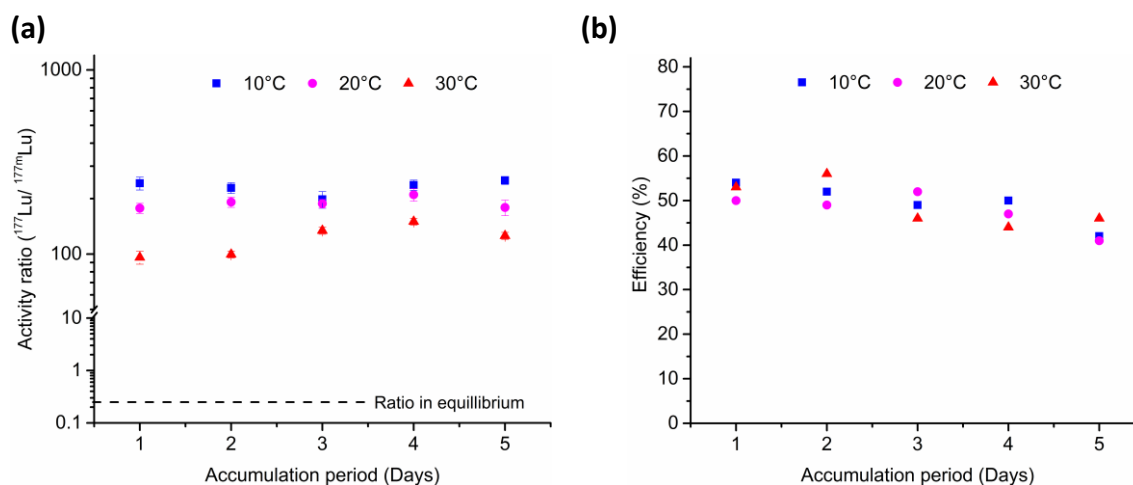 (a)
1000
100
10
1
0.1
10°C 20°C 30°C
Ratio in equillibrium
1 2 3 4 5
Accumulation period (Days)
Activity ratio (¹⁷⁷Lu/ ¹⁷⁷ᵐLu)
(b)
80
70
60
50
40
30
20
10
0
10°C 20°C 30°C
1 2 3 4 5
Accumulation period (Days)
Efficiency (%)